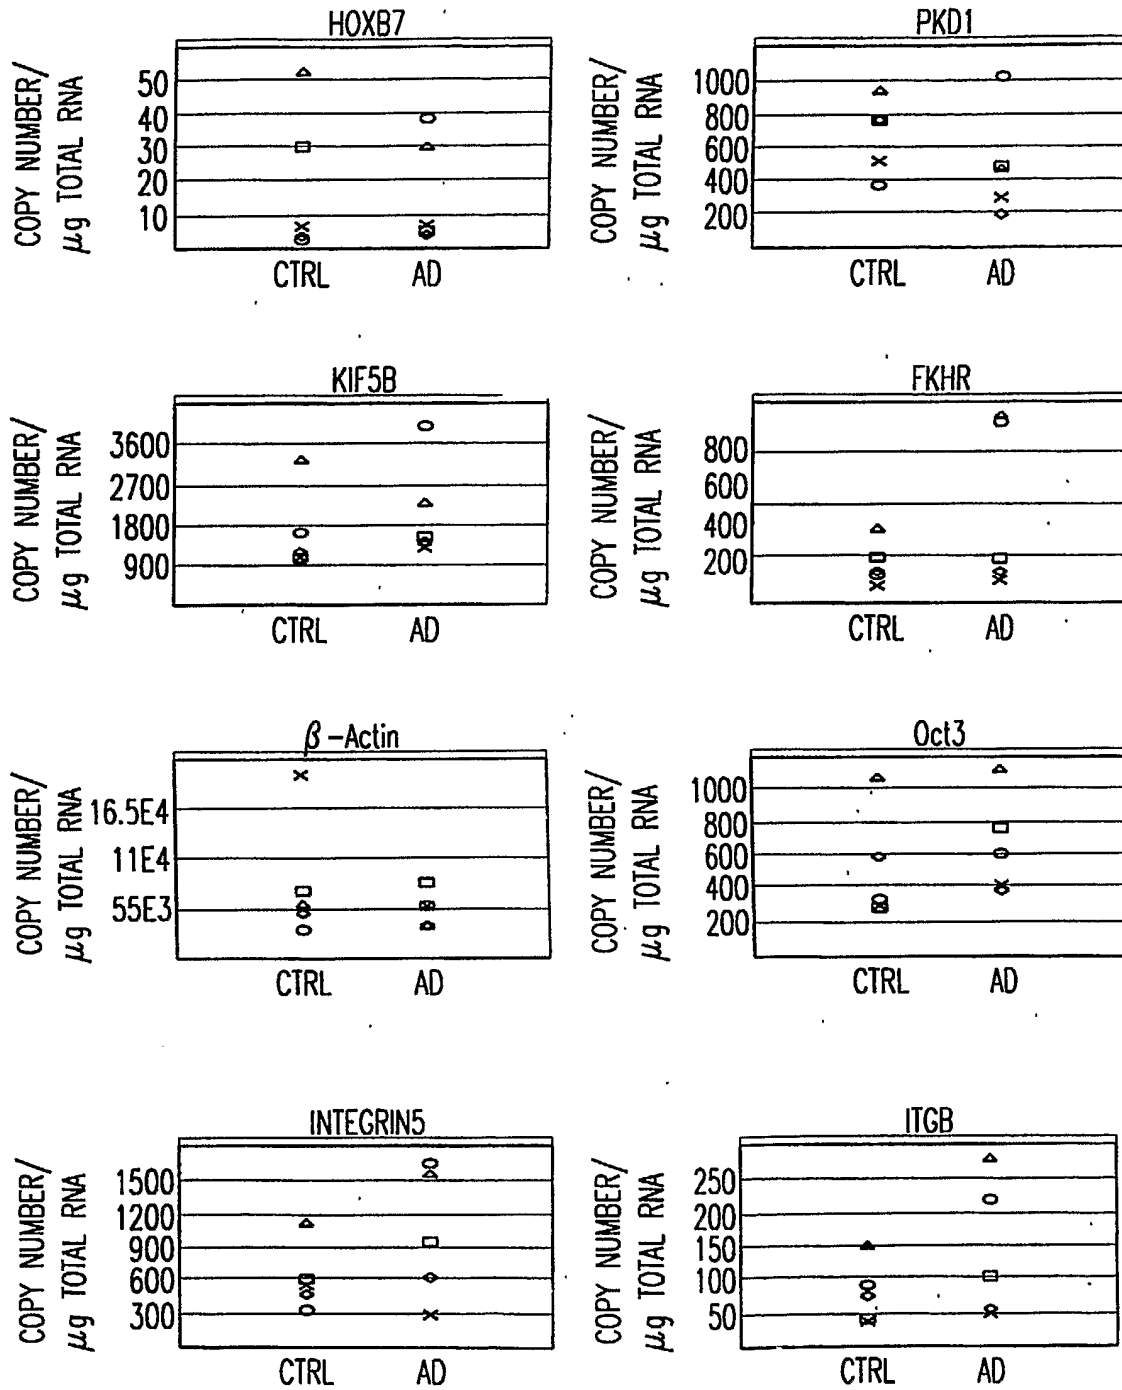 HOXB7
COPY NUMBER/
μg TOTAL RNA
50
40
30
20
10
CTRL AD
PKD1
COPY NUMBER/
μg TOTAL RNA
1000
800
600
400
200
CTRL AD
KIF5B
COPY NUMBER/
μg TOTAL RNA
3600
2700
1800
900
CTRL AD
FKHR
COPY NUMBER/
μg TOTAL RNA
800
600
400
200
CTRL AD
β-Actin
COPY NUMBER/
μg TOTAL RNA
16.5E4
11E4
55E3
CTRL AD
Oct3
COPY NUMBER/
μg TOTAL RNA
1000
800
600
400
200
CTRL AD
INTEGRIN5
COPY NUMBER/
μg TOTAL RNA
1500
1200
900
600
300
CTRL AD
ITGB
COPY NUMBER/
μg TOTAL RNA
250
200
150
100
50
CTRL AD